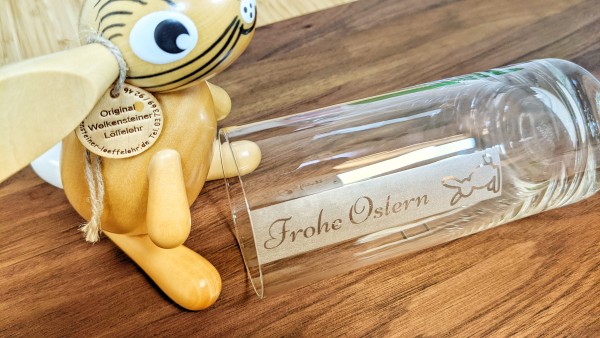 Original
Wolkensteiner
Löffelohr
Frohe Ostern